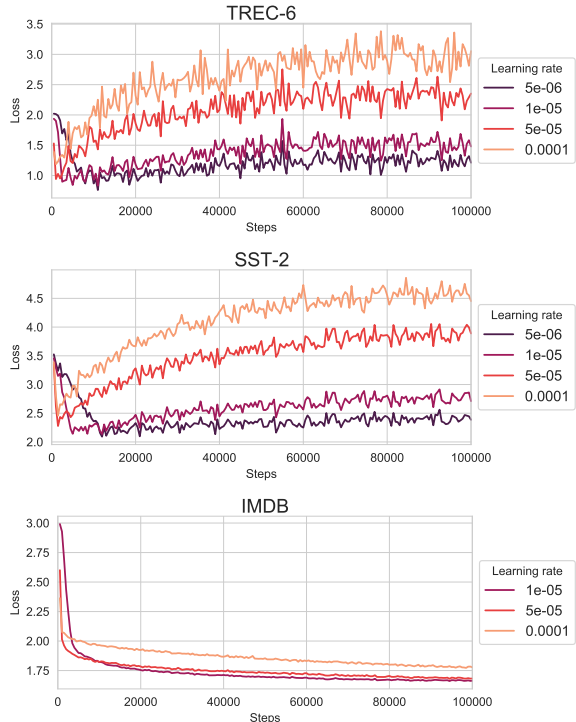 TREC-6
3.5
3.0
2.5
2.0
1.5
1.0
Loss
0 20000 40000 60000 80000 100000
Steps
Learning rate
5e-06
1e-05
5e-05
0.0001
SST-2
4.5
4.0
3.5
3.0
2.5
2.0
Loss
0 20000 40000 60000 80000 100000
Steps
Learning rate
5e-06
1e-05
5e-05
0.0001
IMDB
3.00
2.75
2.50
2.25
2.00
1.75
Loss
0 20000 40000 60000 80000 100000
Steps
Learning rate
1e-05
5e-05
0.0001